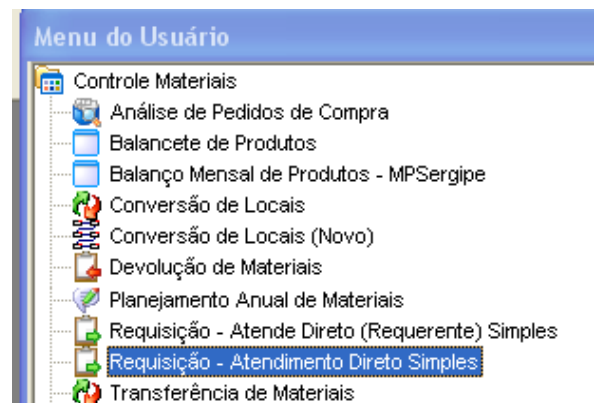 Menu do Usuário
Controle Materiais
Análise de Pedidos de Compra
Balancete de Produtos
Balanço Mensal de Produtos - MPSergipe
Conversão de Locais
Conversão de Locais (Novo)
Devolução de Materiais
Planejamento Anual de Materiais
Requisição - Atende Direto (Requerente) Simples
Requisição - Atendimento Direto Simples
Transferência de Materiais